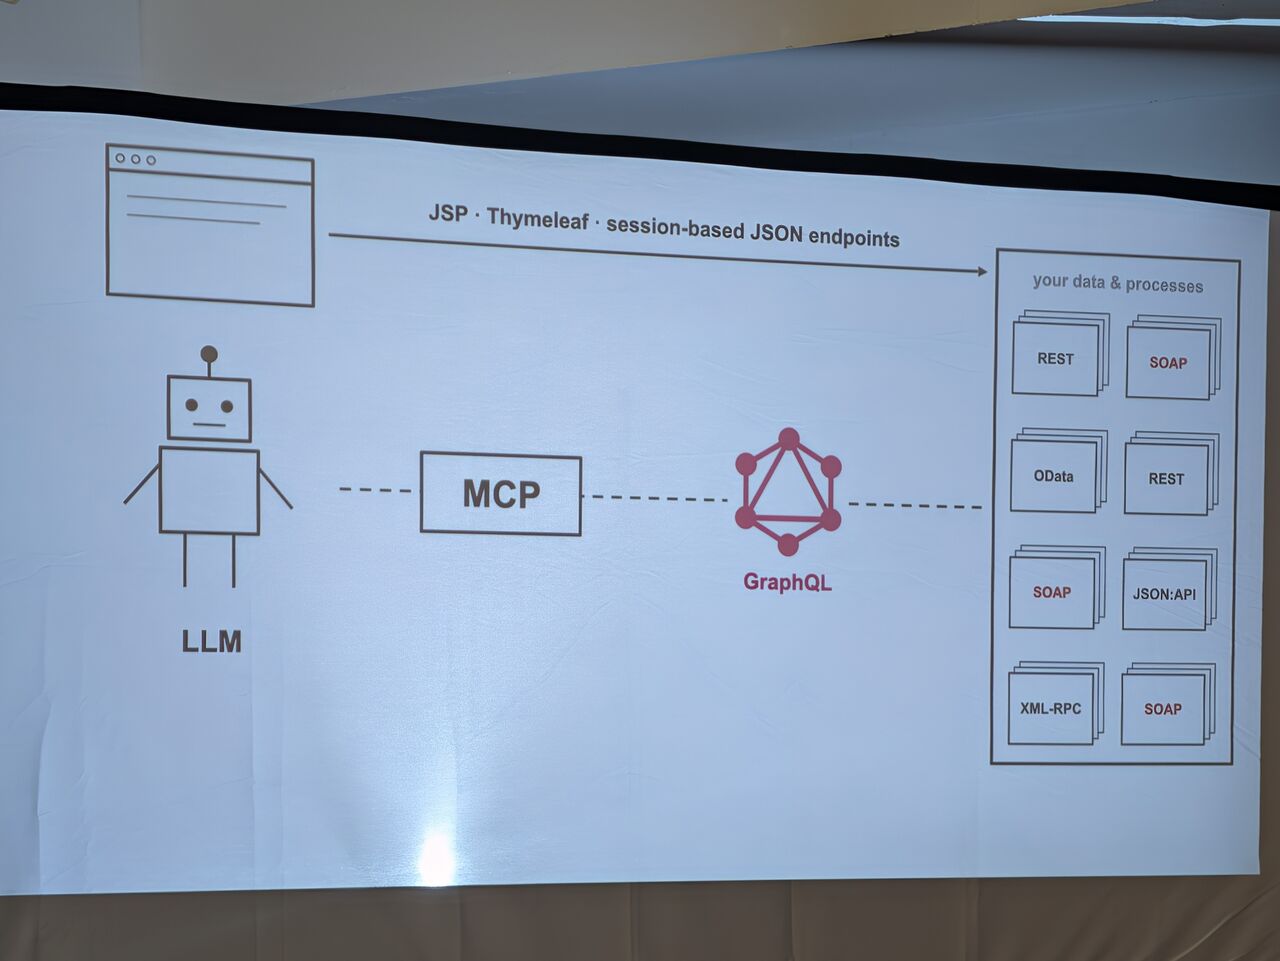 JSP · Thymeleaf · session-based JSON endpoints
your data & processes
REST
SOAP
OData
REST
SOAP
JSON:API
XML-RPC
SOAP
MCP
GraphQL
LLM